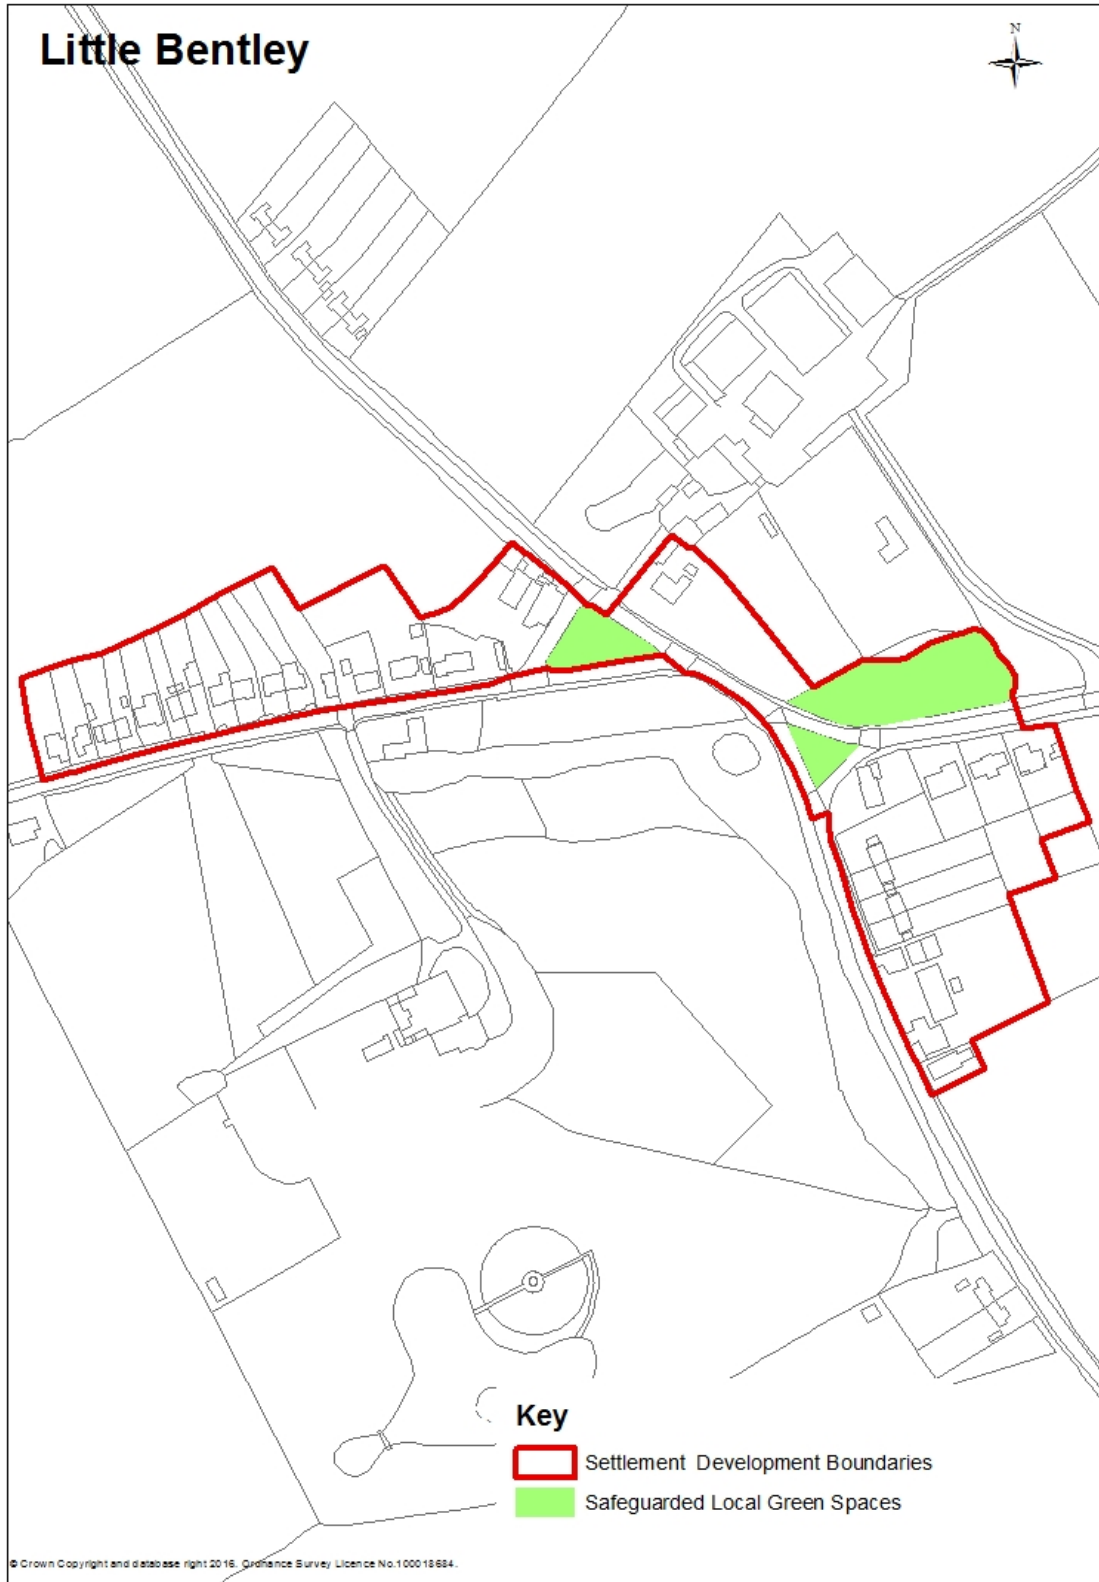 Little Bentley
N
Key
Settlement Development Boundaries
Safeguarded Local Green Spaces
© Crown Copyright and database right 2016. Ordnance Survey Licence No.100018684.